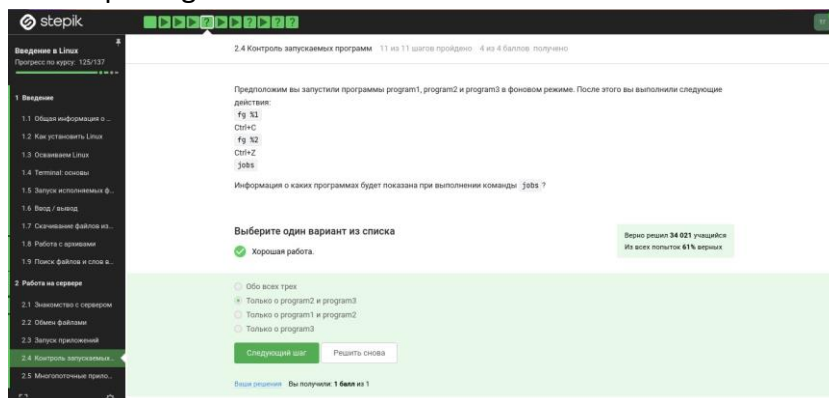 stepik
Введение в Linux
Прогресс по курсу: 125/137
1 Введение
1.1 Общая информация о ...
1.2 Как установить Linux
1.3 Осваиваем Linux
1.4 Terminal: основы
1.5 Запуск исполняемых ф...
1.6 Ввод / вывод
1.7 Скачивание файлов из...
1.8 Работа с архивами
1.9 Поиск файлов и слов в...
2 Работа на сервере
2.1 Знакомство с сервером
2.2 Обмен файлами
2.3 Запуск приложений
2.4 Контроль запускаемых...
2.5 Многопоточные прило...
2.4 Контроль запускаемых программ 11 из 11 шагов пройдено 4 из 4 баллов получено
Предположим вы запустили программы program1, program2 и program3 в фоновом режиме. После этого вы выполнили следующие
действия:
fg %1
Ctrl+C
fg %2
Ctrl+Z
jobs
Информация о каких программах будет показана при выполнении команды jobs ?
Выберите один вариант из списка
Хорошая работа.
Верно решил 34 021 учащийся
Из всех попыток 61% верных
Обо всех трех
Только о program2 и program3
Только о program1 и program2
Только о program3
Следующий шаг Решить снова
Ваши решения Вы получили: 1 балл из 1